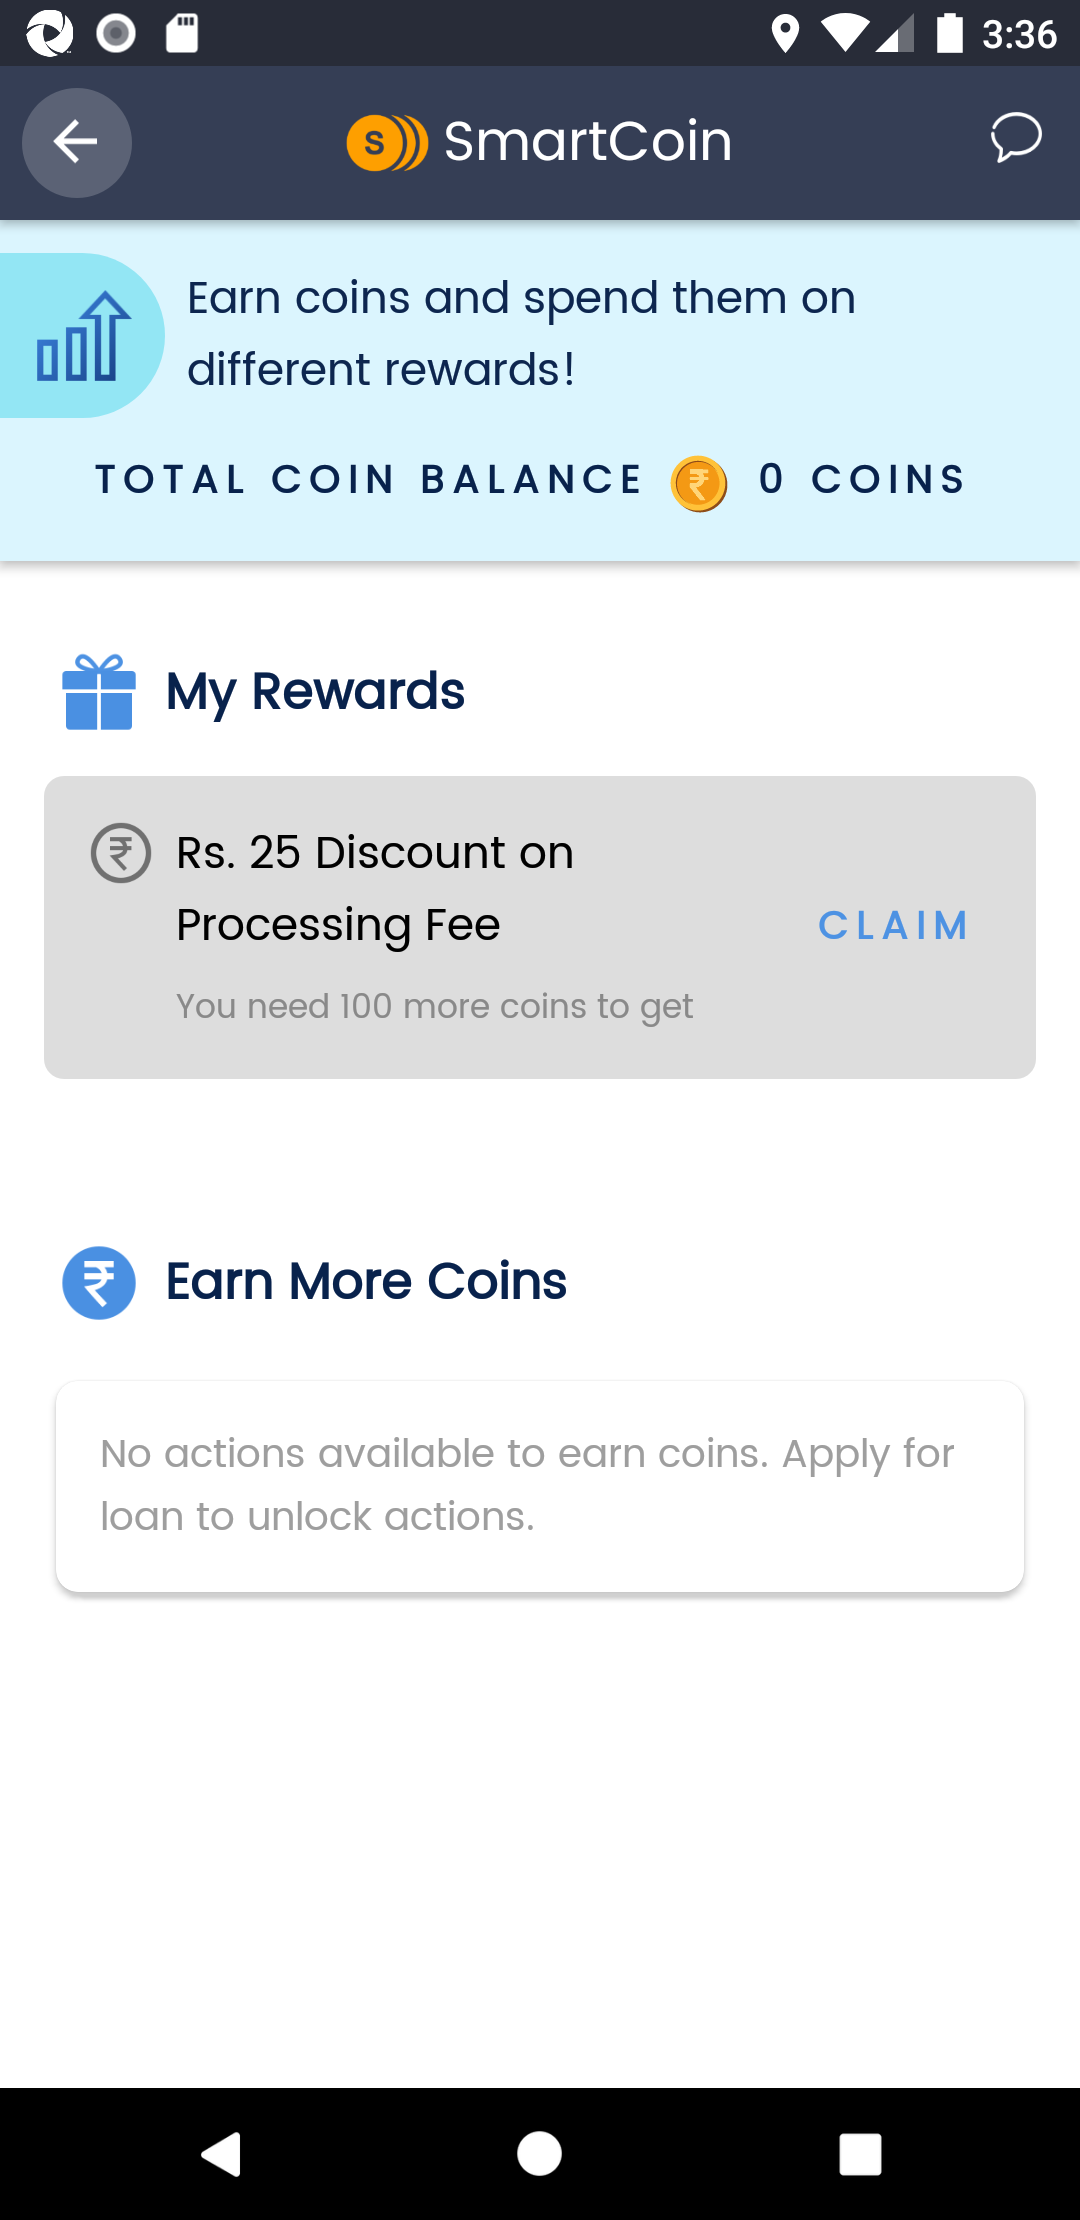 3:36
S SmartCoin
Earn coins and spend them on
different rewards!
TOTAL COIN BALANCE ₹ 0 COINS
My Rewards
₹ Rs. 25 Discount on
Processing Fee
CLAIM
You need 100 more coins to get
₹ Earn More Coins
No actions available to earn coins. Apply for
loan to unlock actions.